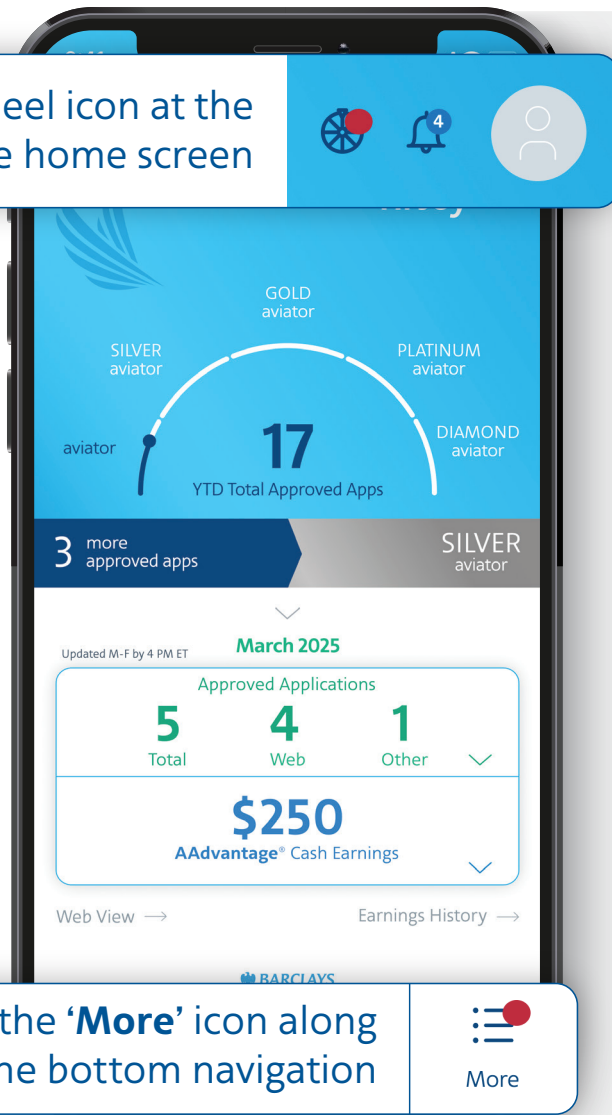 eel icon at the
e home screen
4
GOLD
aviator
SILVER
aviator
PLATINUM
aviator
aviator
17
DIAMOND
aviator
YTD Total Approved Apps
3 more
approved apps
SILVER
aviator
Updated M-F by 4 PM ET
March 2025
Approved Applications
5 4 1
Total Web Other
$250
AAdvantage® Cash Earnings
Web View → Earnings History →
BARCLAYS
the ‘More’ icon along
ne bottom navigation
More